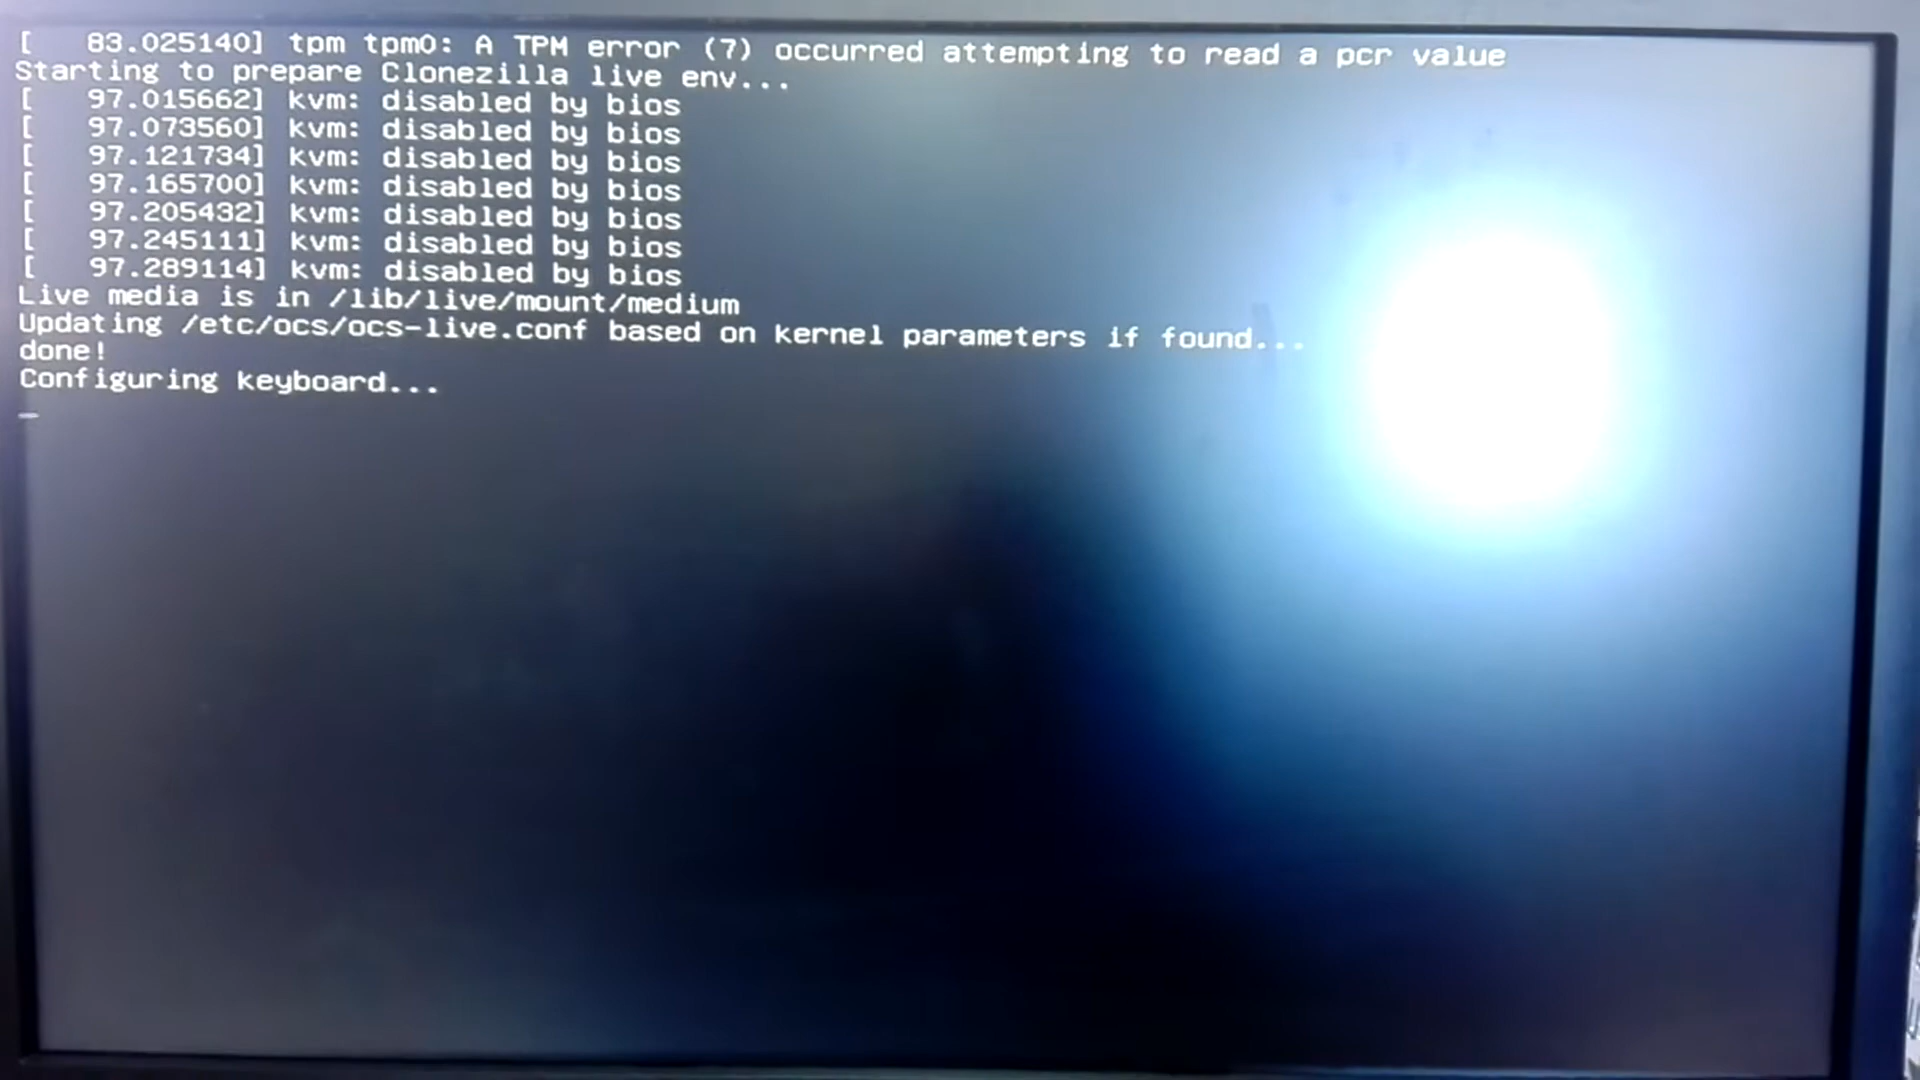 [   83.025140] tpm tpm0: A TPM error (7) occurred attempting to read a pcr value
Starting to prepare Clonezilla live env...
[   97.015662] kvm: disabled by bios
[   97.073560] kvm: disabled by bios
[   97.121734] kvm: disabled by bios
[   97.165700] kvm: disabled by bios
[   97.205432] kvm: disabled by bios
[   97.245111] kvm: disabled by bios
[   97.289114] kvm: disabled by bios
Live media is in /lib/live/mount/medium
Updating /etc/ocs/ocs-live.conf based on kernel parameters if found...
done!
Configuring keyboard...